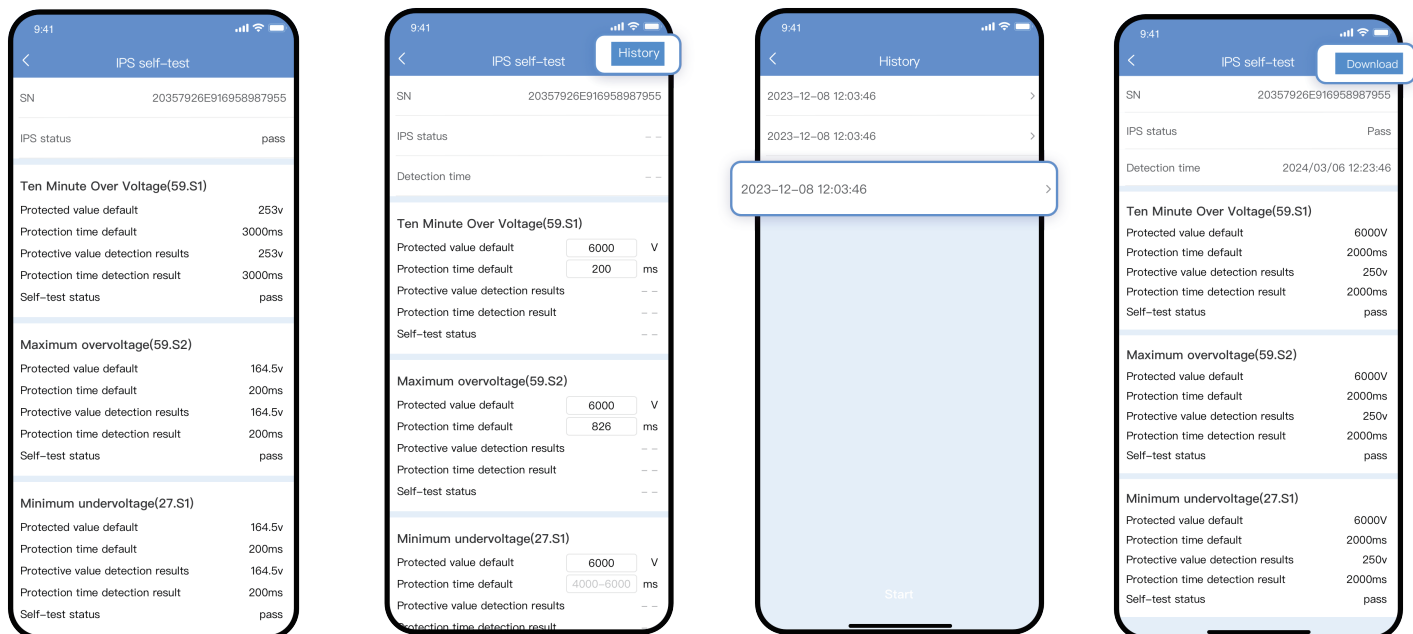 9:41
IPS self-test
SN 20357926E916958987955
IPS status pass
Ten Minute Over Voltage(59.S1)
Protected value default 253v
Protection time default 3000ms
Protective value detection results 253v
Protection time detection result 3000ms
Self-test status pass
Maximum overvoltage(59.S2)
Protected value default 164.5v
Protection time default 200ms
Protective value detection results 164.5v
Protection time detection result 200ms
Self-test status pass
Minimum undervoltage(27.S1)
Protected value default 164.5v
Protection time default 200ms
Protective value detection results 164.5v
Protection time detection result 200ms
Self-test status pass
9:41
IPS self-test History
SN 20357926E916958987955
IPS status – –
Detection time – –
Ten Minute Over Voltage(59.S1)
Protected value default 6000 V
Protection time default 200 ms
Protective value detection results – –
Protection time detection result – –
Self-test status – –
Maximum overvoltage(59.S2)
Protected value default 6000 V
Protection time default 826 ms
Protective value detection results – –
Protection time detection result – –
Self-test status – –
Minimum undervoltage(27.S1)
Protected value default 6000 V
Protection time default 4000-6000 ms
Protective value detection results – –
Protection time detection result
9:41
History
2023-12-08 12:03:46
2023-12-08 12:03:46
2023-12-08 12:03:46
Start
9:41
IPS self-test Download
SN 20357926E916958987955
IPS status Pass
Detection time 2024/03/06 12:23:46
Ten Minute Over Voltage(59.S1)
Protected value default 6000V
Protection time default 2000ms
Protective value detection results 250v
Protection time detection result 2000ms
Self-test status pass
Maximum overvoltage(59.S2)
Protected value default 6000V
Protection time default 2000ms
Protective value detection results 250v
Protection time detection result 2000ms
Self-test status pass
Minimum undervoltage(27.S1)
Protected value default 6000V
Protection time default 2000ms
Protective value detection results 250v
Protection time detection result 2000ms
Self-test status pass